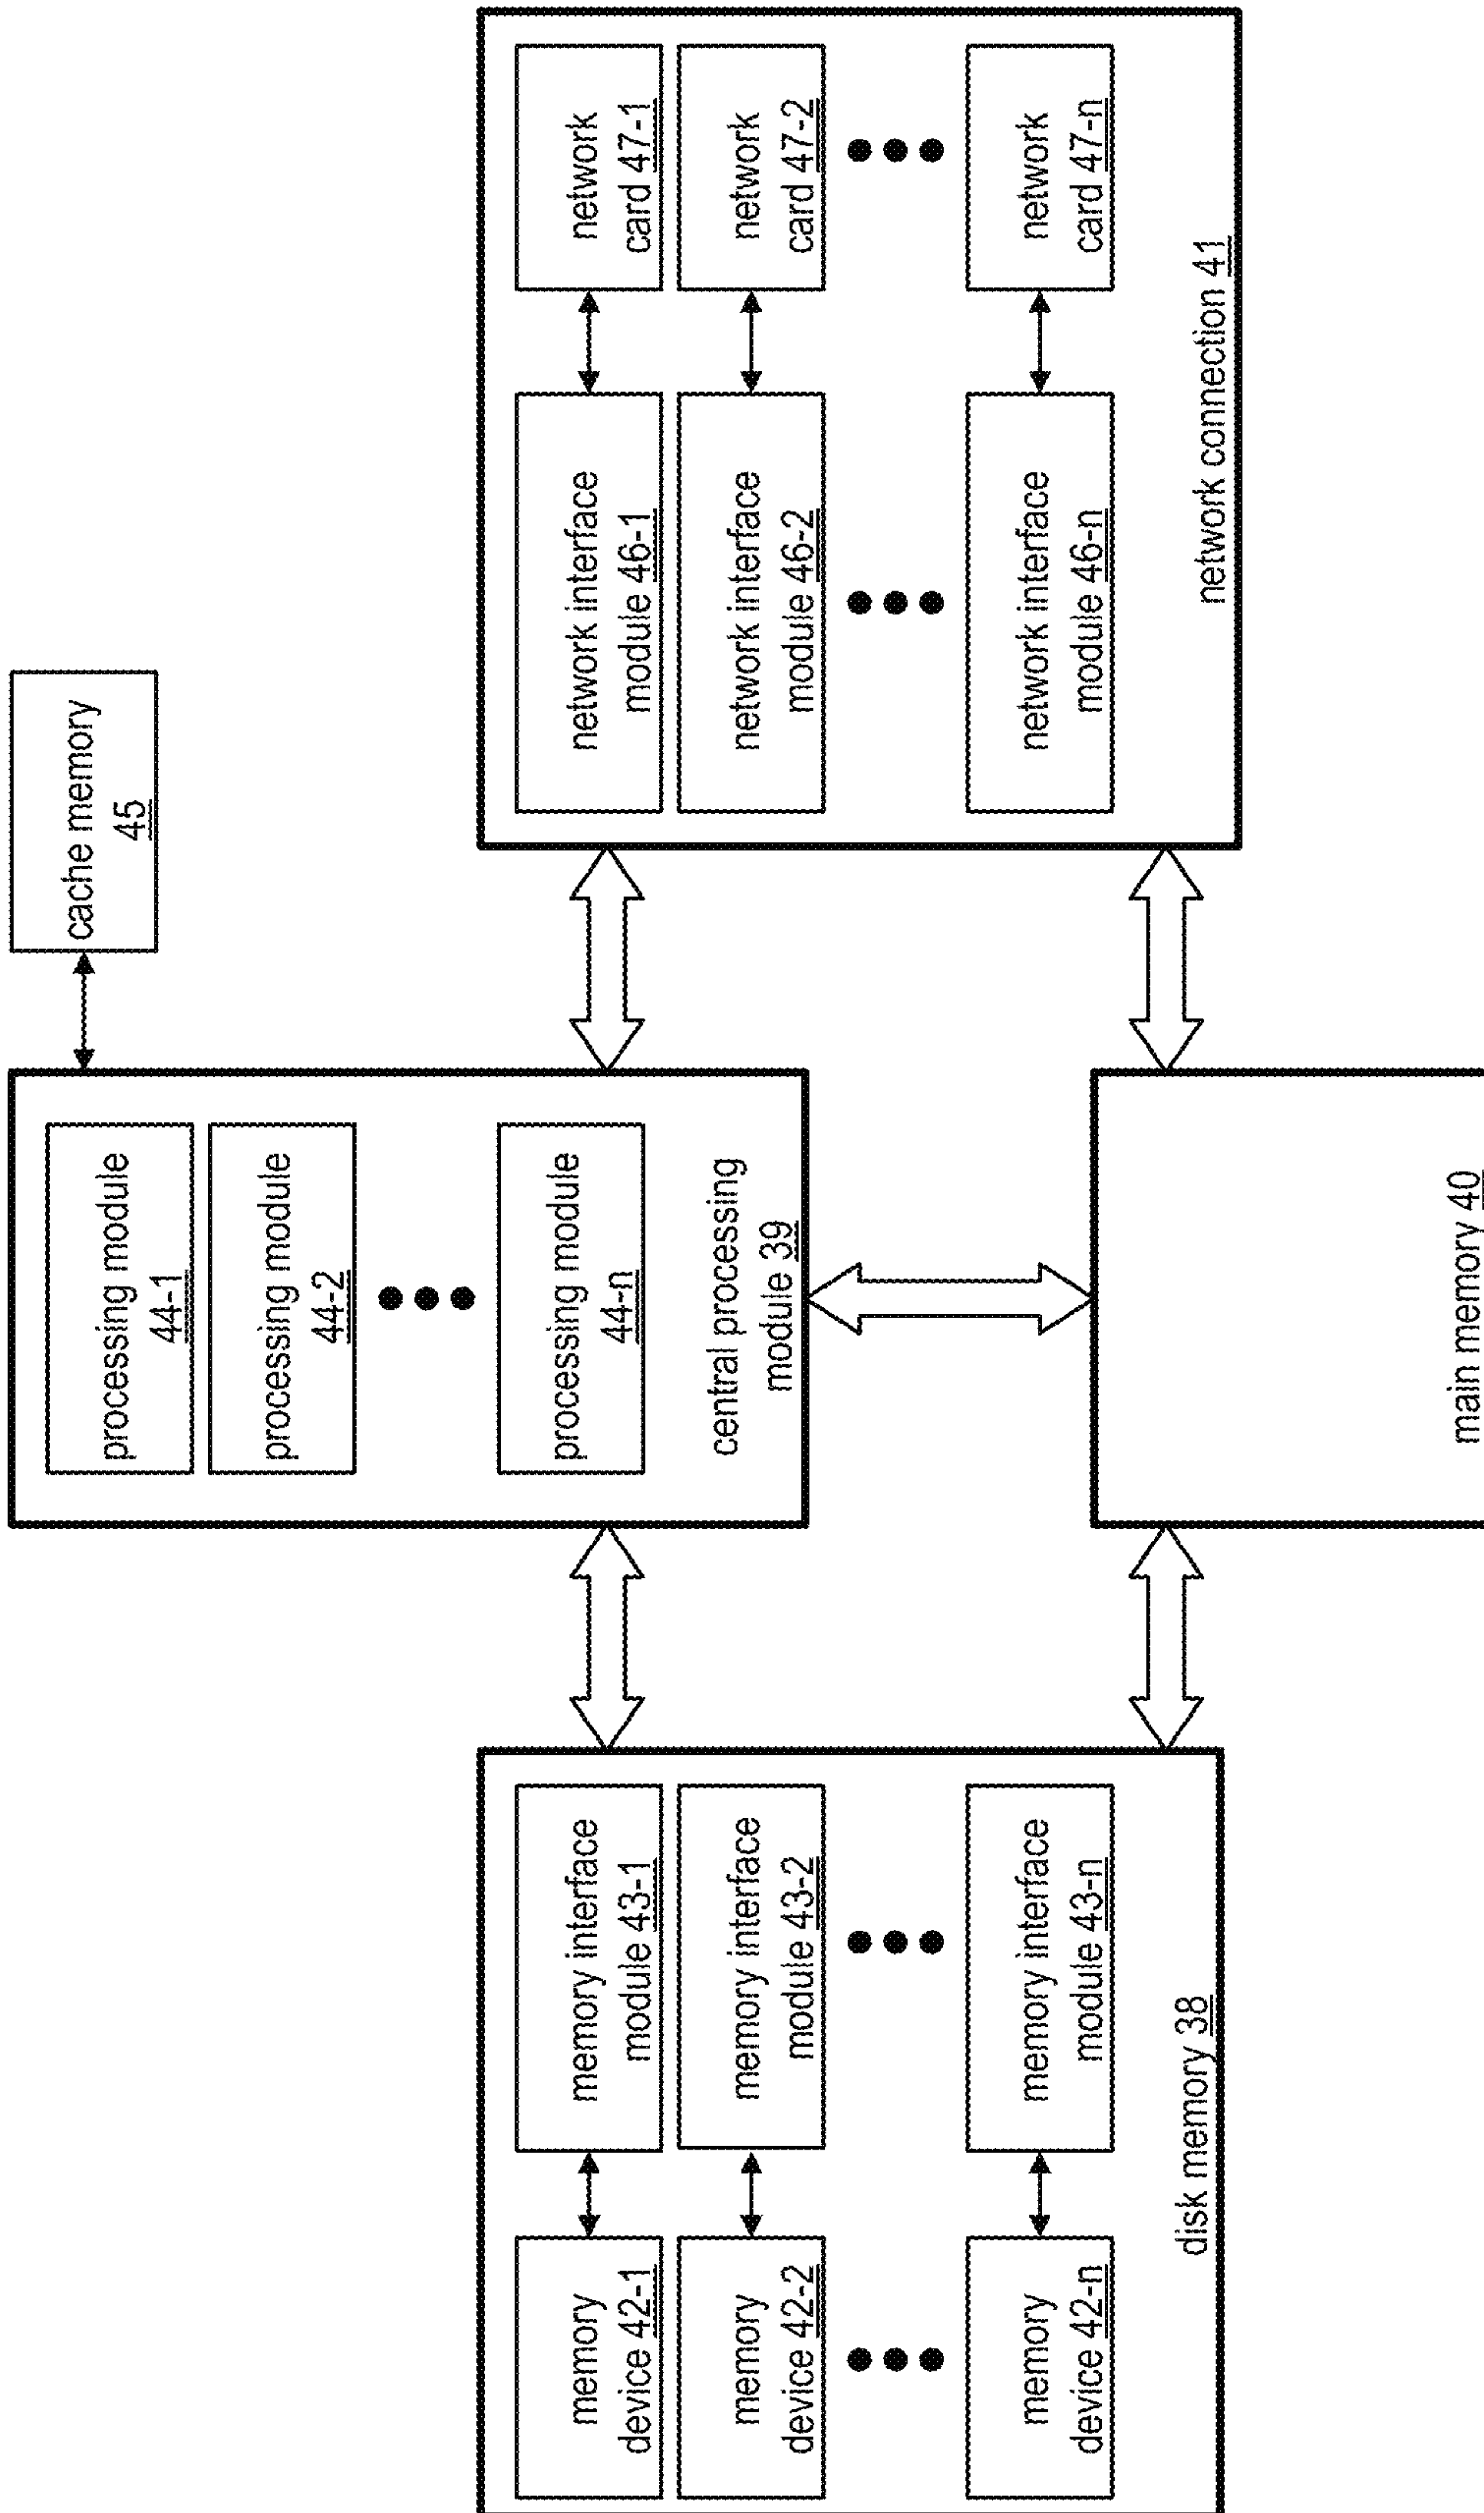 cache memory
45
processing module
44-1
processing module
44-2
processing module
44-n
central processing
module 39
memory
device 42-1
memory interface
module 43-1
memory
device 42-2
memory interface
module 43-2
memory
device 42-n
memory interface
module 43-n
disk memory 38
network interface
module 46-1
network
card 47-1
network interface
module 46-2
network
card 47-2
network interface
module 46-n
network
card 47-n
network connection 41
main memory 40